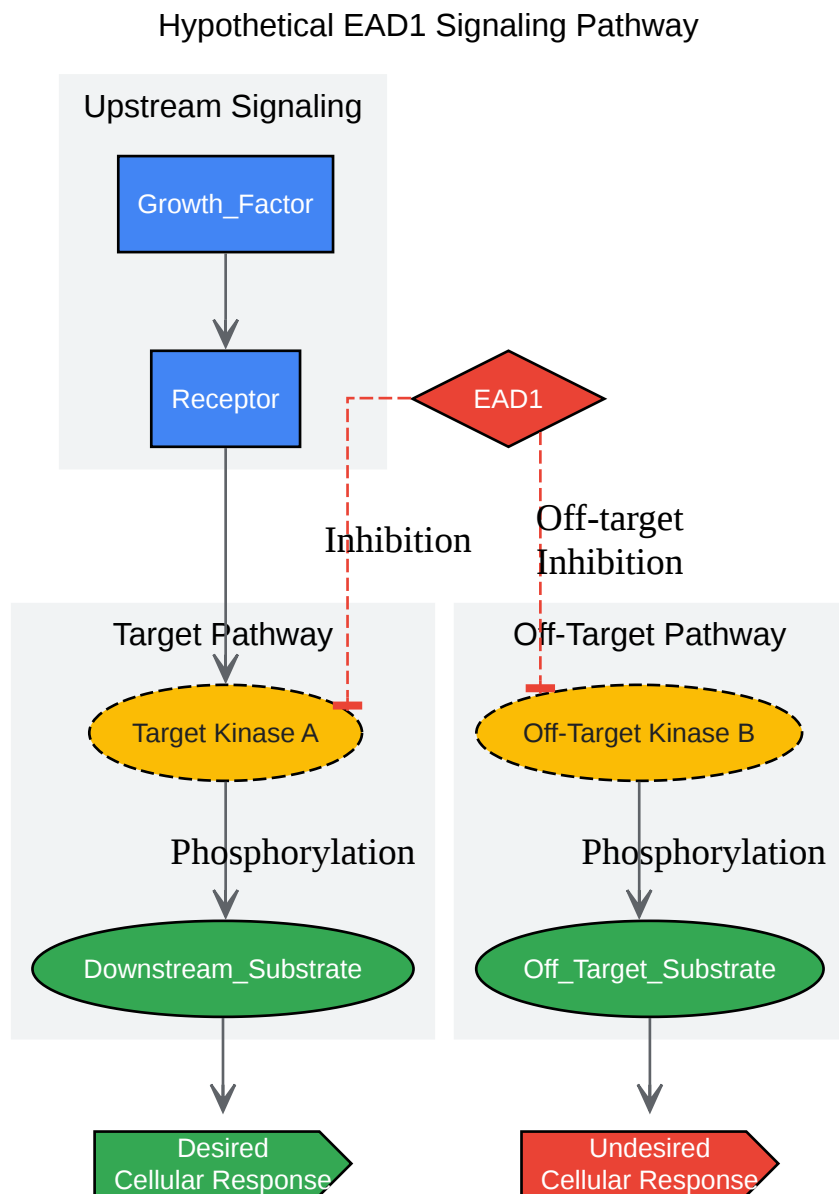 Hypothetical EAD1 Signaling Pathway
Upstream Signaling
Growth_Factor
Receptor
EAD1
Inhibition
Off-target
Inhibition
Target Pathway
Off-Target Pathway
Target Kinase A
Off-Target Kinase B
Phosphorylation
Phosphorylation
Downstream_Substrate
Off_Target_Substrate
Desired
Cellular Response
Undesired
Cellular Response